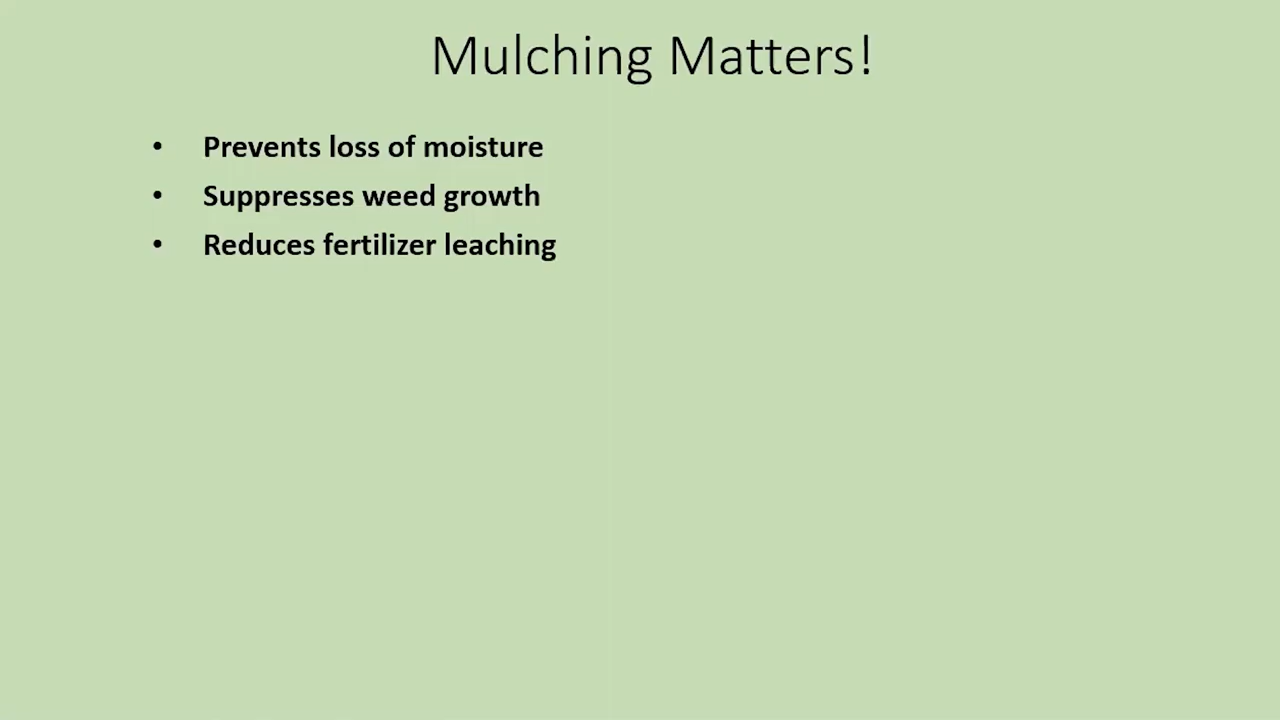 Mulching Matters!
• Prevents loss of moisture
• Suppresses weed growth
• Reduces fertilizer leaching